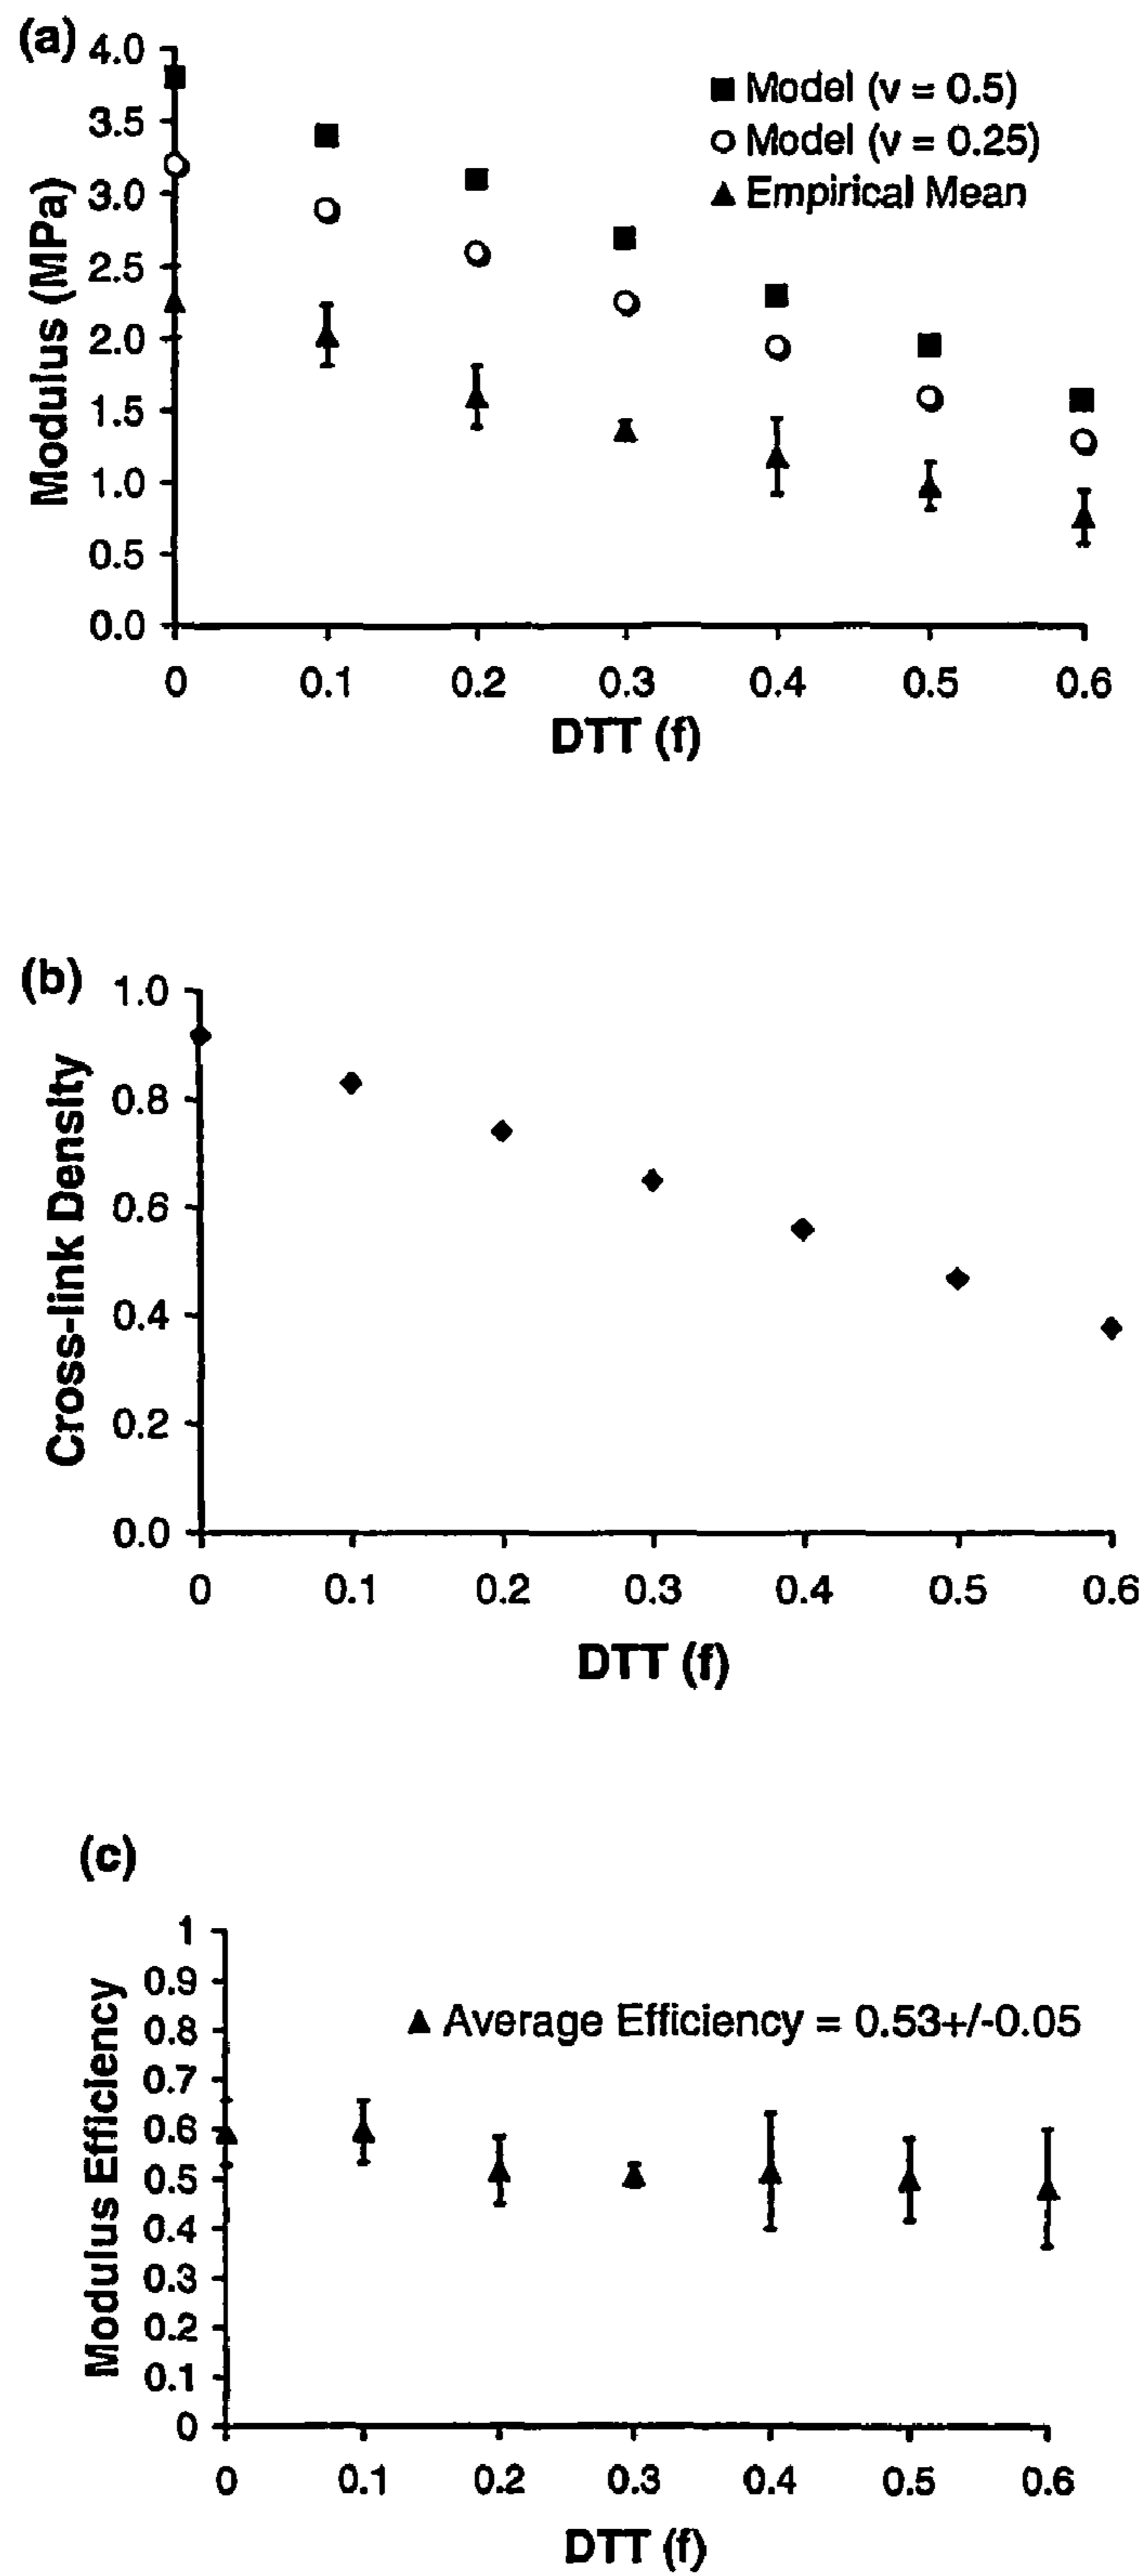 (a)
4.0
3.5
3.0
2.5
2.0
1.5
1.0
0.5
0.0
Modulus (MPa)
Model (v = 0.5)
Model (v = 0.25)
Empirical Mean
0 0.1 0.2 0.3 0.4 0.5 0.6
DTT (f)
(b)
1.0
0.8
0.6
0.4
0.2
0.0
Cross-link Density
0 0.1 0.2 0.3 0.4 0.5 0.6
DTT (f)
(c)
1
0.9
0.8
0.7
0.6
0.5
0.4
0.3
0.2
0.1
0
Modulus Efficiency
Average Efficiency = 0.53+/-0.05
0 0.1 0.2 0.3 0.4 0.5 0.6
DTT (f)